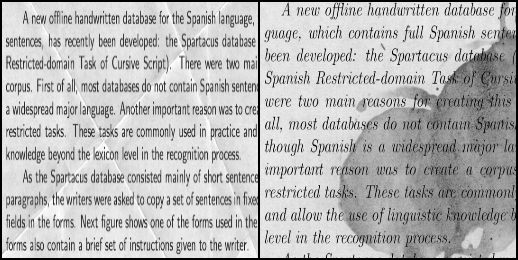 A new offline handwritten database for the Spanish language,
sentences, has recently been developed: the Spartacus database
Restricted-domain Task of Cursive Script). There were two mai
corpus. First of all, most databases do not contain Spanish sentenc
a widespread major language. Another important reason was to crea
restricted tasks. These tasks are commonly used in practice and
knowledge beyond the lexicon level in the recognition process.
As the Spartacus database consisted mainly of short sentence
paragraphs, the writers were asked to copy a set of sentences in fixed
fields in the forms. Next figure shows one of the forms used in the
forms also contain a brief set of instructions given to the writer.
A new offline handwritten database for
guage, which contains full Spanish senten
been developed: the Spartacus database (
Spanish Restricted-domain Task of Cursiv
were two main reasons for creating this
all, most databases do not contain Spanish
though Spanish is a widespread major la
important reason was to create a corpus
restricted tasks. These tasks are commonly
and allow the use of linguistic knowledge b
level in the recognition process.
As the Spartacus database